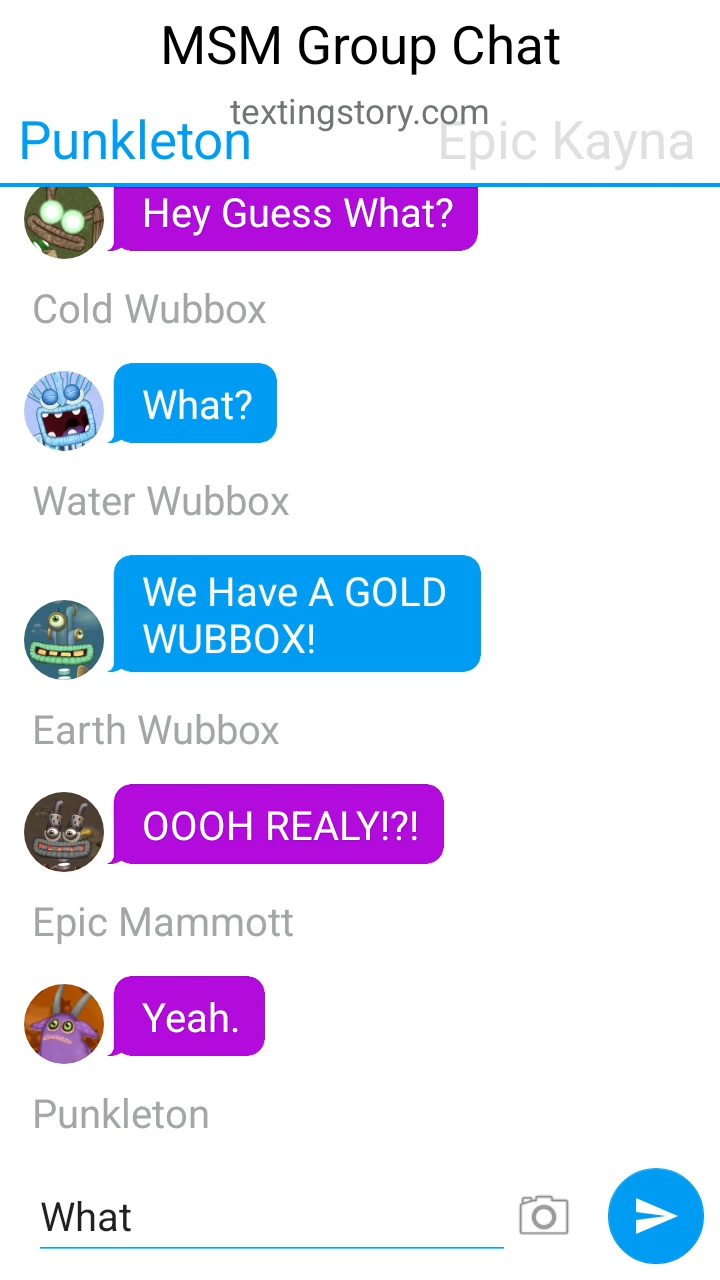 MSM Group Chat
textingstory.com
Punkleton
Epic Kayna
Hey Guess What?
Cold Wubbox
What?
Water Wubbox
We Have A GOLD
WUBBOX!
Earth Wubbox
OOOH REALY!?!
Epic Mammott
Yeah.
Punkleton
What